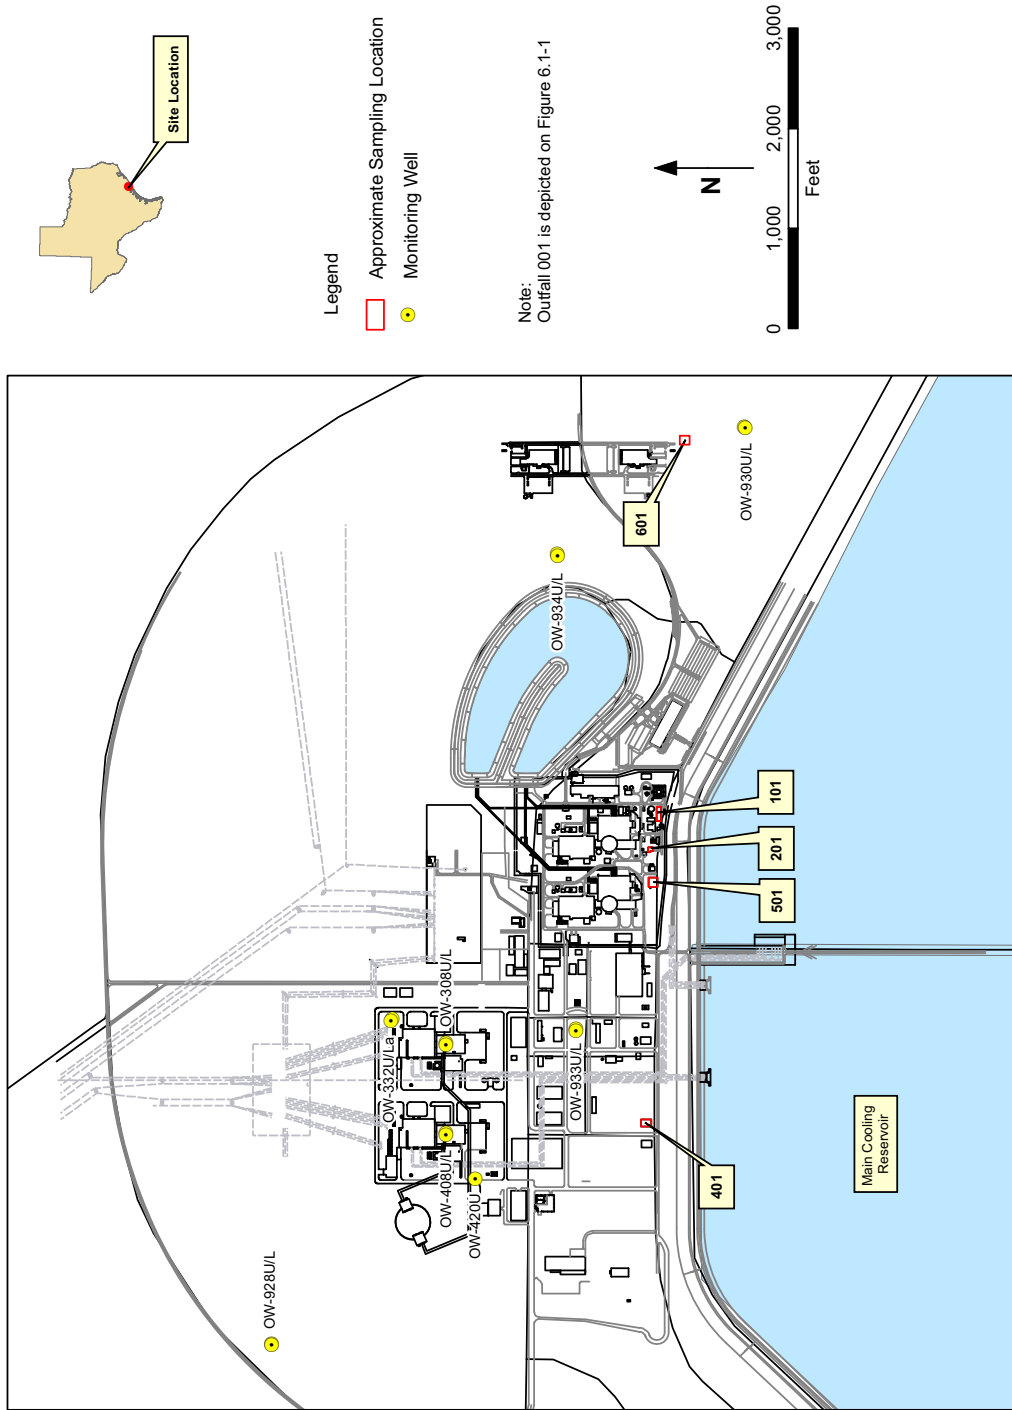 Site Location
Legend
Approximate Sampling Location
Monitoring Well
Note:
Outfall 001 is depicted on Figure 6.1-1
N
0 1,000 2,000 3,000
Feet
OW-928U/L
OW-420U
OW-408U/L
OW-332U/La
OW-308U/L
OW-933U/L
OW-934U/L
OW-930U/L
401
501
201
101
601
Main Cooling
Reservoir